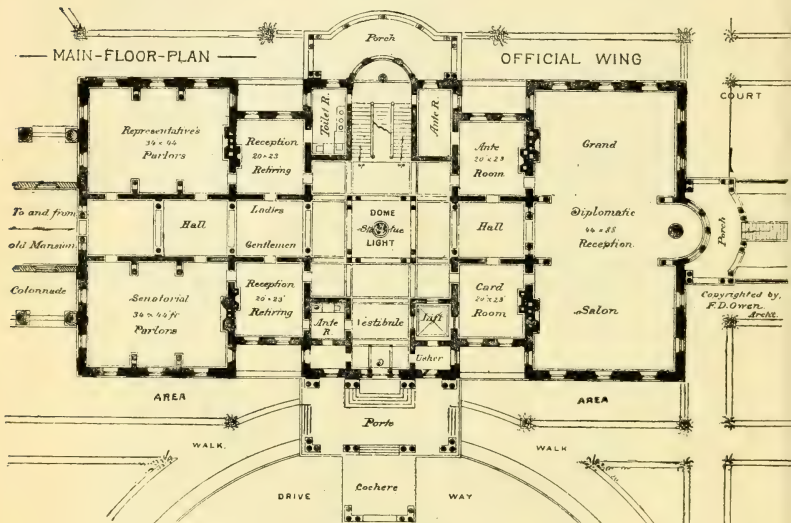 Porch
MAIN-FLOOR-PLAN
OFFICIAL WING
COURT
Representative's
34 × 44
Parlors
Reception
20 × 23
Retiring
Toilet R.
Ante R.
Ante
20 × 23
Room
Grand
To and from
old Mansion
Colonnade
Hall
Ladies
Gentlemen
DOME
Statue
LIGHT
Hall
Diplomatic
44 × 85
Reception
Porch
Senatorial
34 × 44 ft
Parlors
Reception
20 × 23'
Retiring
Ante
R.
Vestibule
Lift
Usher
Card
20 × 23'
Room
Salon
Copyrighted by,
F.D. Owen
Archt.
AREA
AREA
WALK.
Porte
WALK
DRIVE
Cochere
WAY